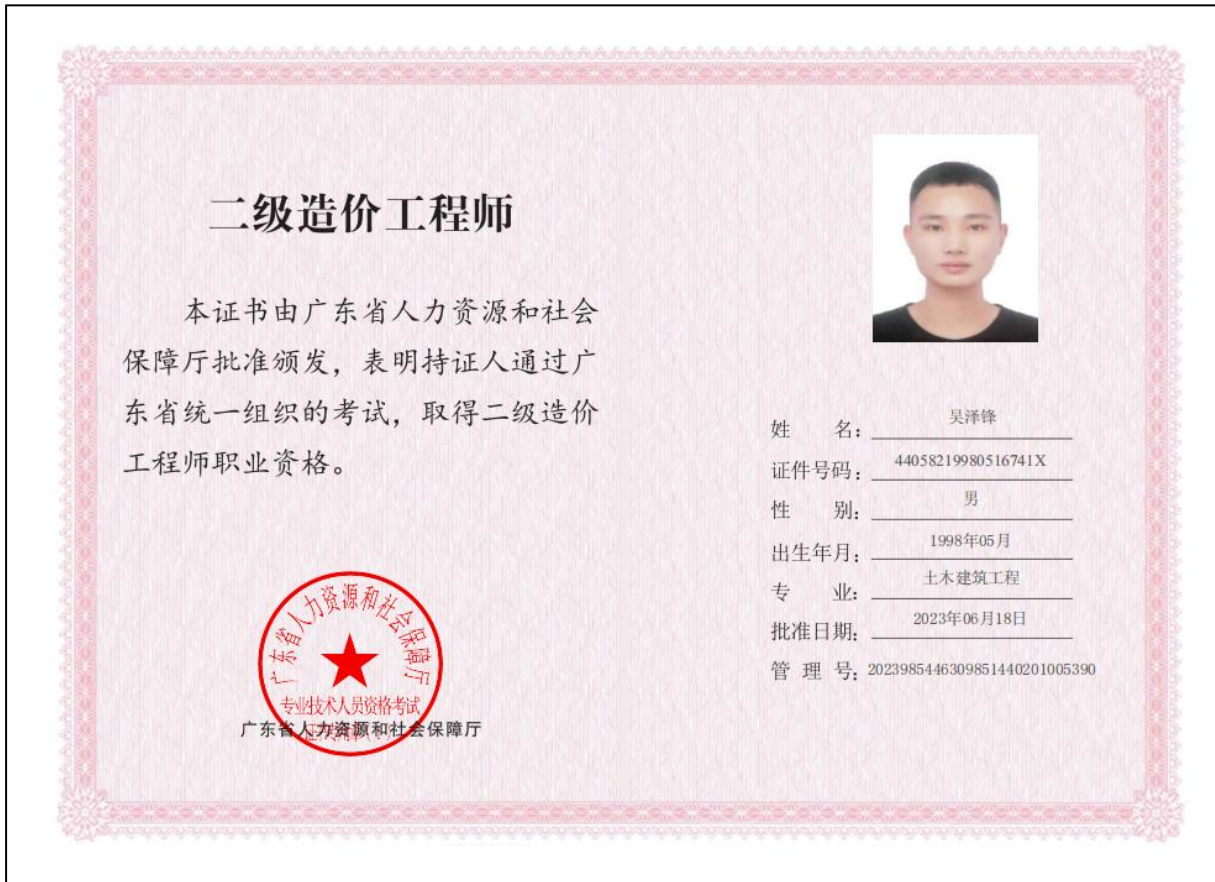 二级造价工程师
本证书由广东省人力资源和社会
保障厅批准颁发，表明持证人通过广
东省统一组织的考试，取得二级造价
工程师职业资格。
广东省人力资源和社会保障厅
专业技术人员资格考试
广东省人力资源和社会保障厅
姓 名：吴泽锋
证件号码：44058219980516741X
性 别：男
出生年月：1998年05月
专 业：土木建筑工程
批准日期：2023年06月18日
管 理 号：2023985446309851440201005390